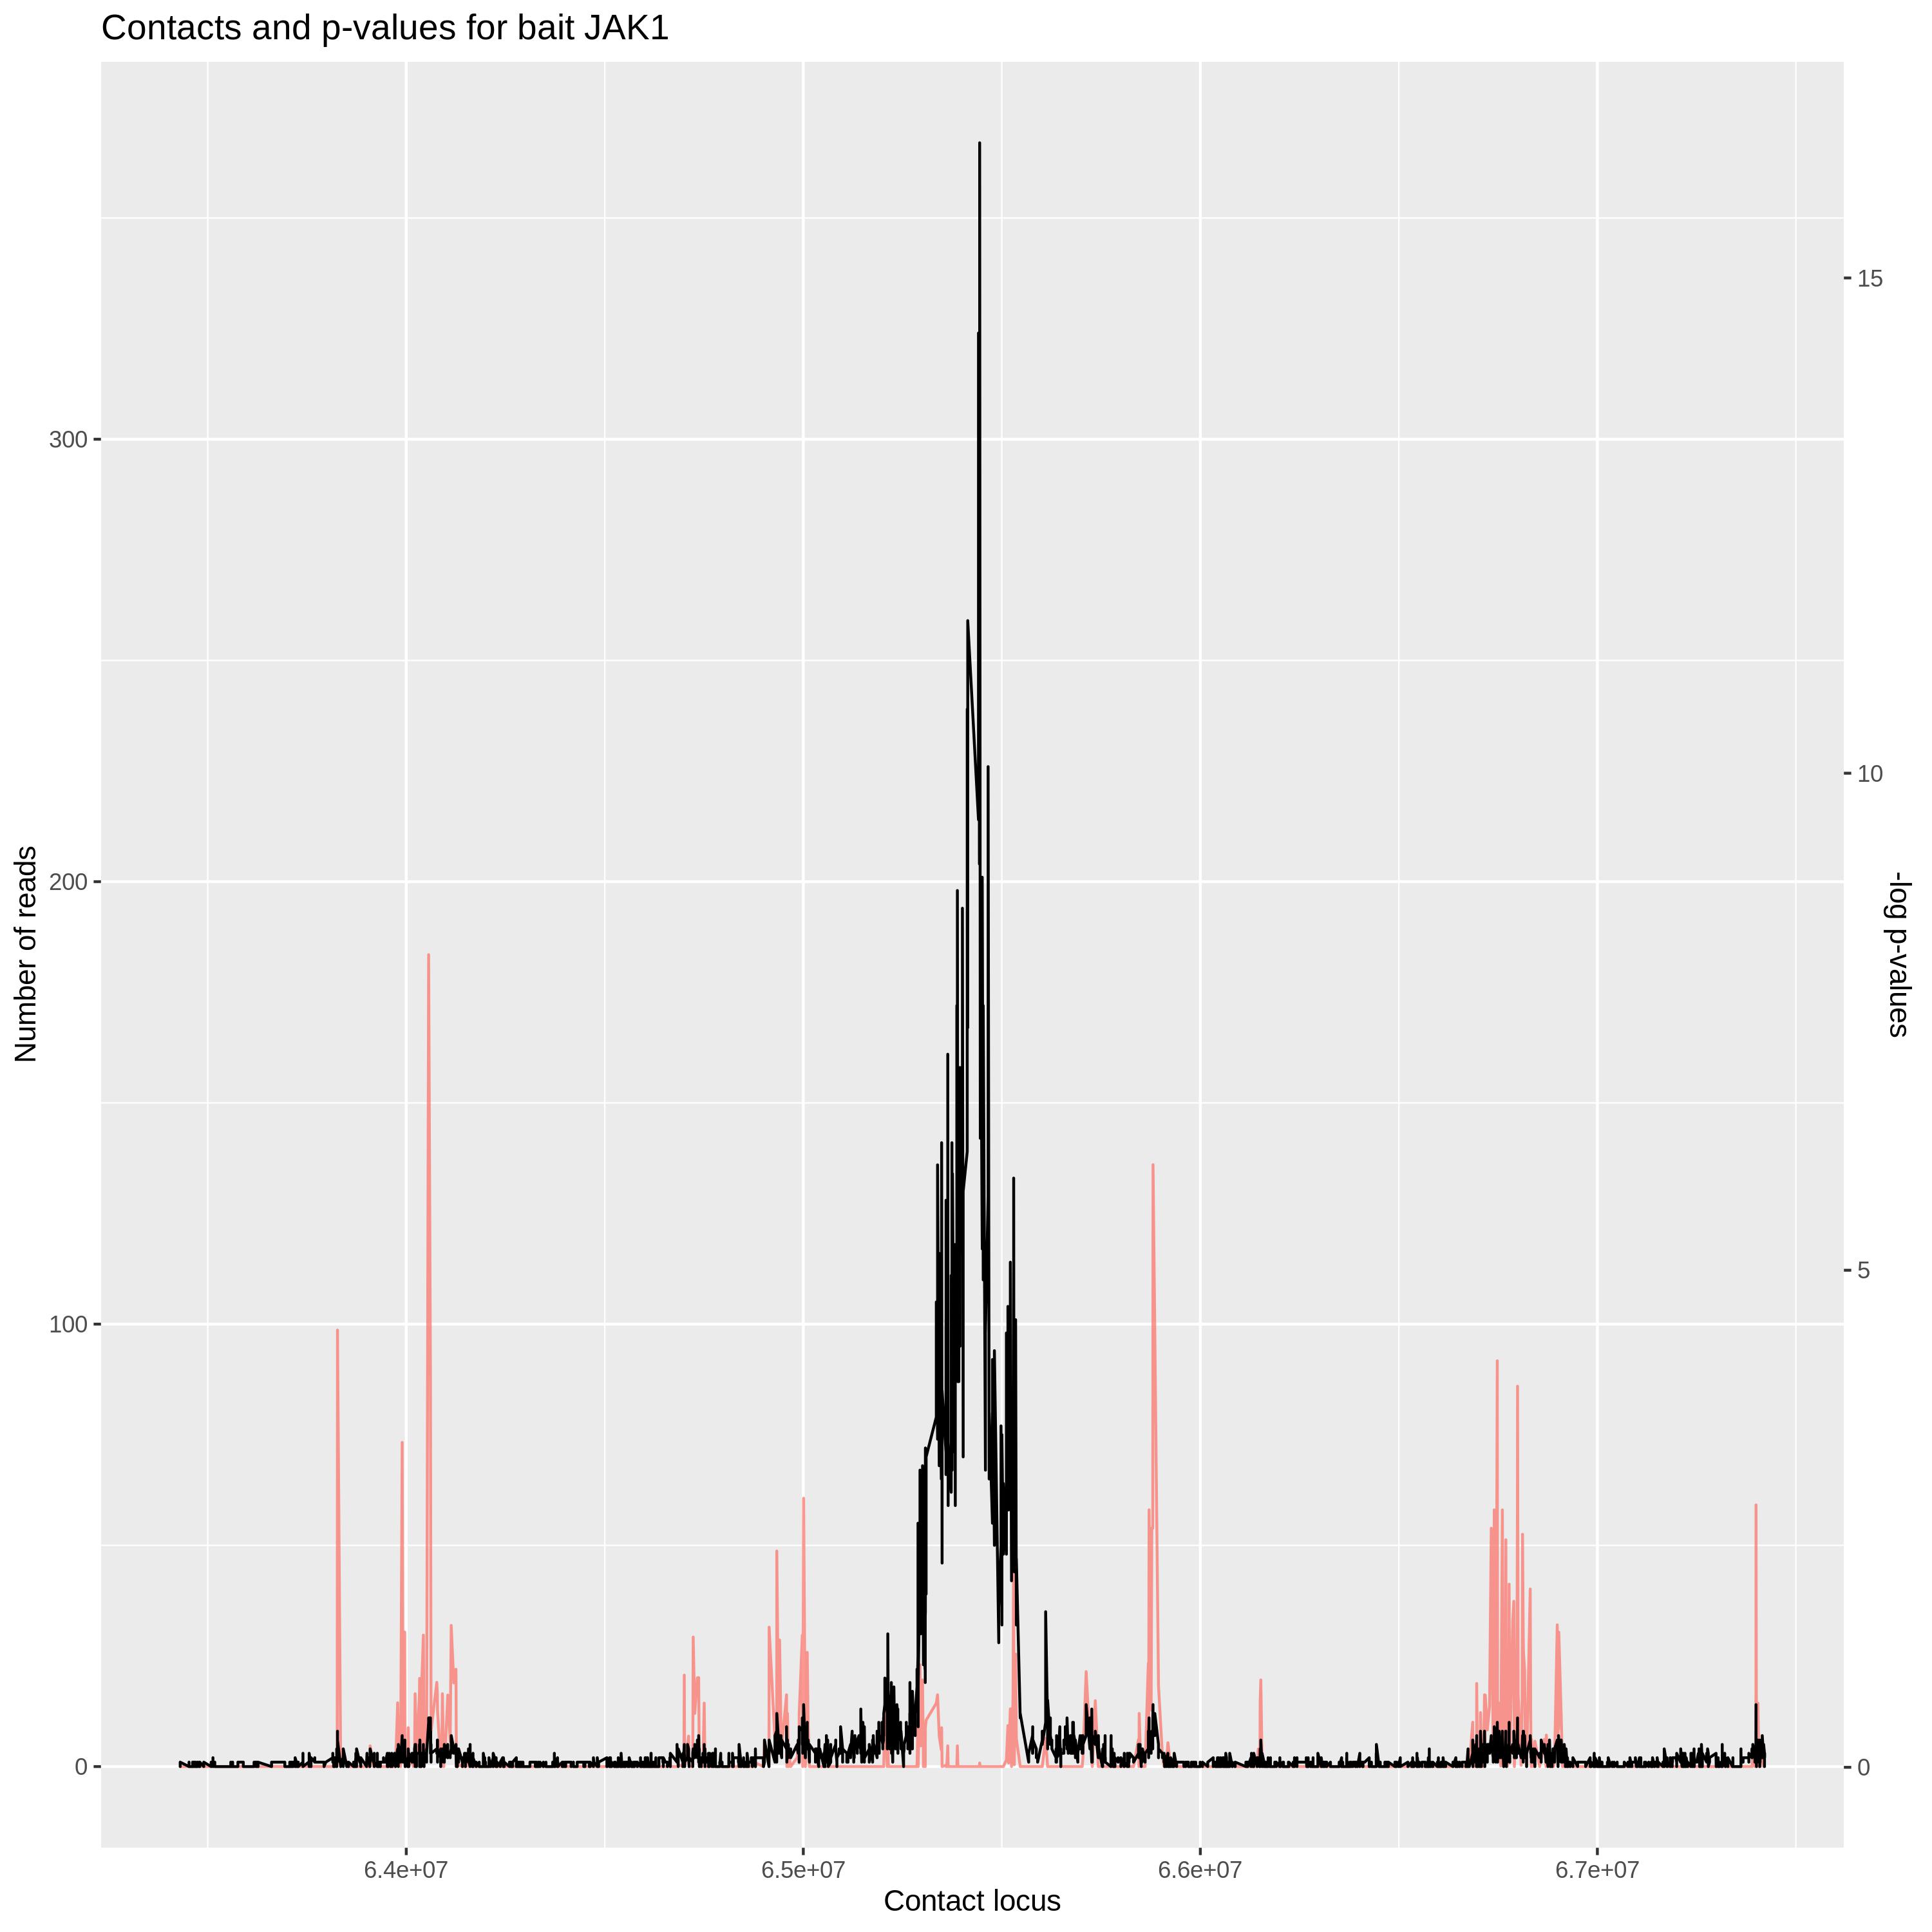 Contacts and p-values for bait JAK1
Number of reads
300
200
100
0
-log p-values
15
10
5
0
6.4e+07
6.5e+07
6.6e+07
6.7e+07
Contact locus